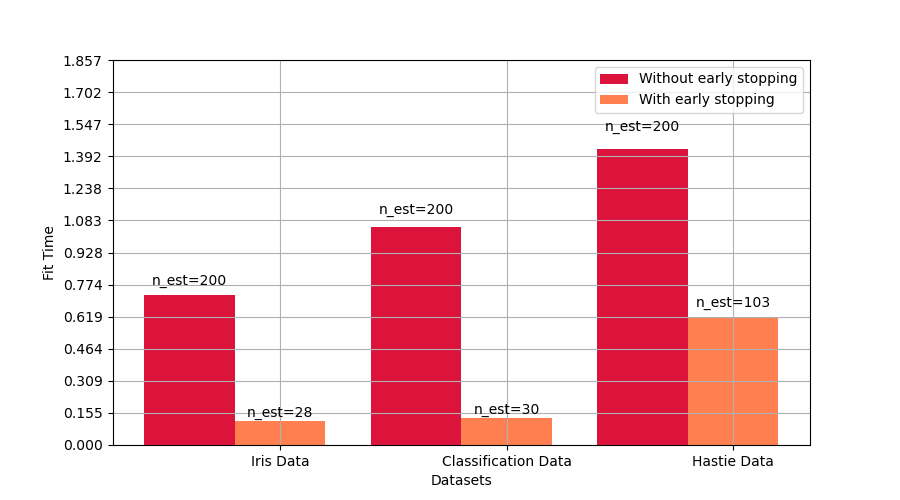 1.857
1.702
1.547
1.392
1.238
1.083
0.928
0.774
0.619
0.464
0.309
0.155
0.000
Fit Time
Without early stopping
With early stopping
n_est=200
n_est=200
n_est=200
n_est=103
n_est=28
n_est=30
Iris Data
Classification Data
Hastie Data
Datasets